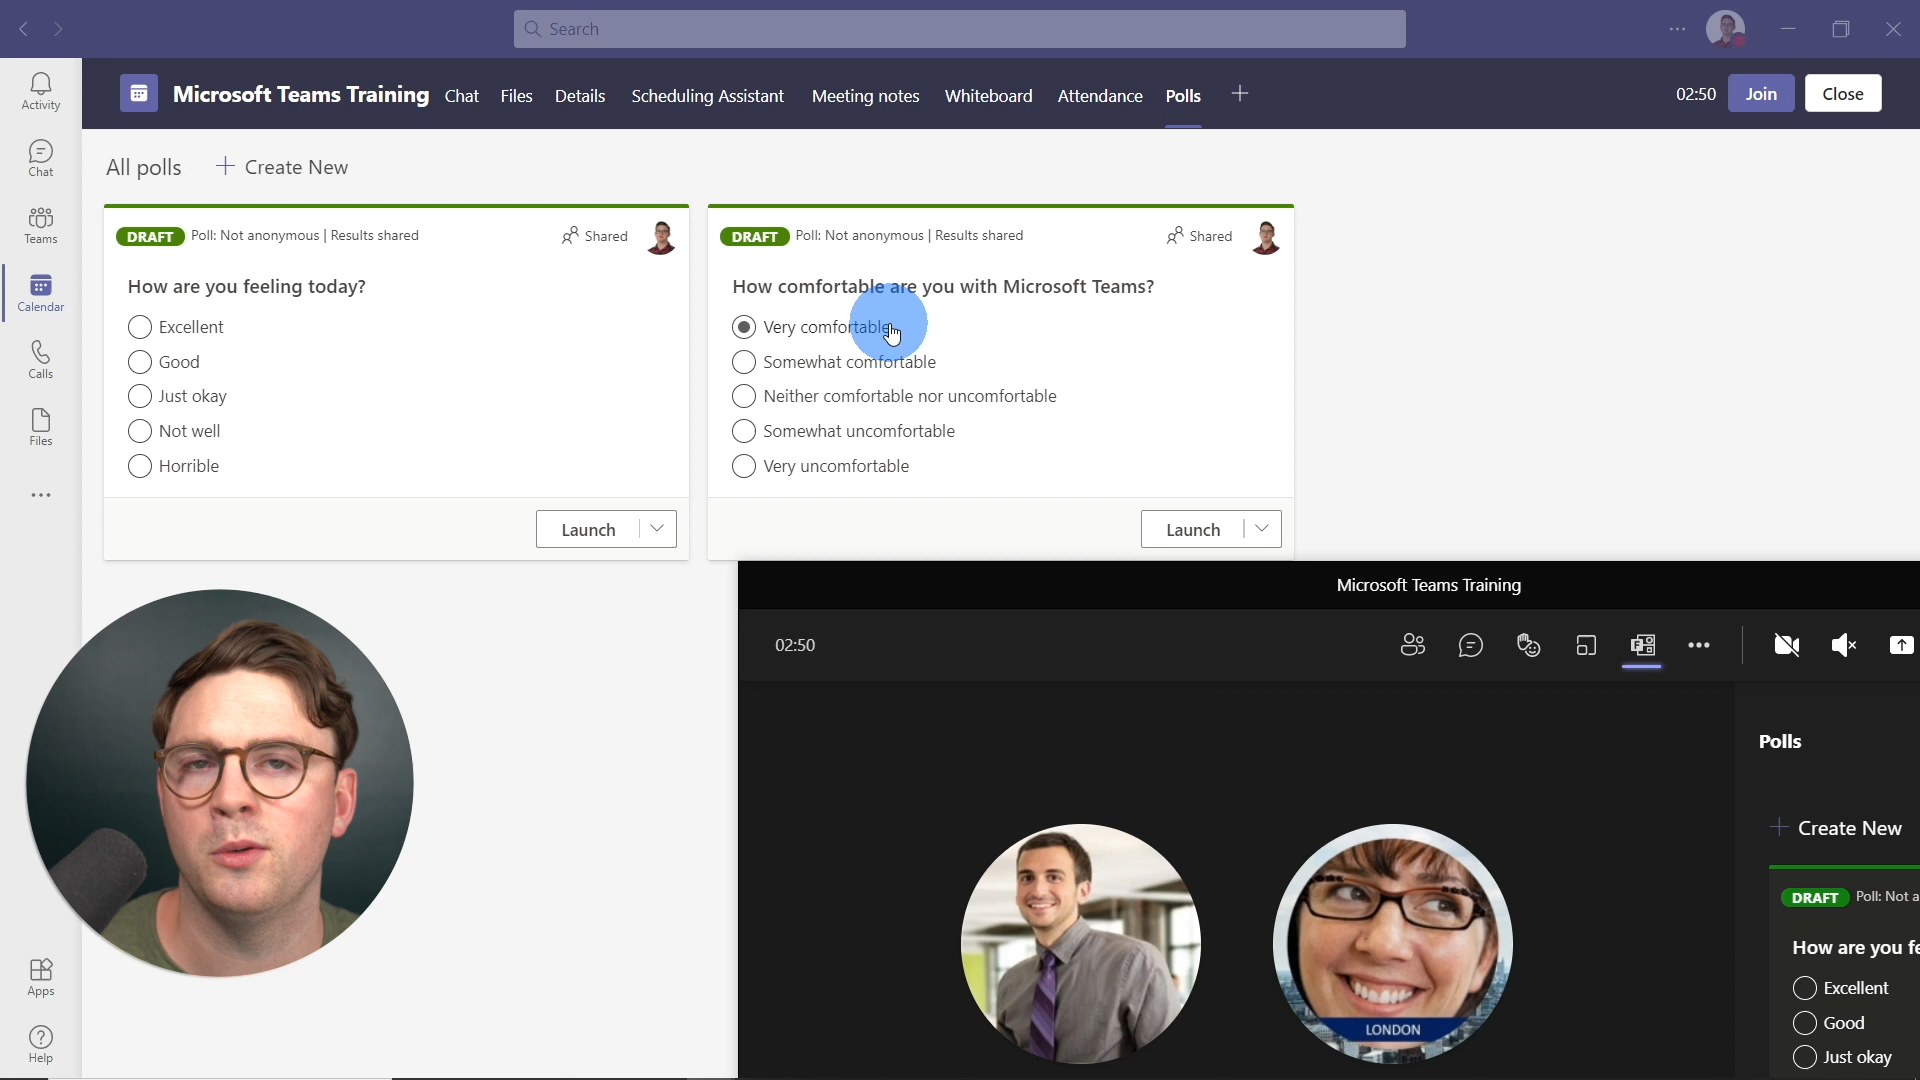 Search
Activity
Chat
Teams
Calendar
Calls
Files
Apps
Help
Microsoft Teams Training Chat Files Details Scheduling Assistant Meeting notes Whiteboard Attendance Polls 02:50 Join Close
All polls Create New
DRAFT Poll: Not anonymous | Results shared Shared
How are you feeling today?
Excellent
Good
Just okay
Not well
Horrible
Launch
DRAFT Poll: Not anonymous | Results shared Shared
How comfortable are you with Microsoft Teams?
Very comfortable
Somewhat comfortable
Neither comfortable nor uncomfortable
Somewhat uncomfortable
Very uncomfortable
Launch
Microsoft Teams Training
02:50
LONDON
Polls
Create New
DRAFT Poll: Not a
How are you fe
Excellent
Good
Just okay